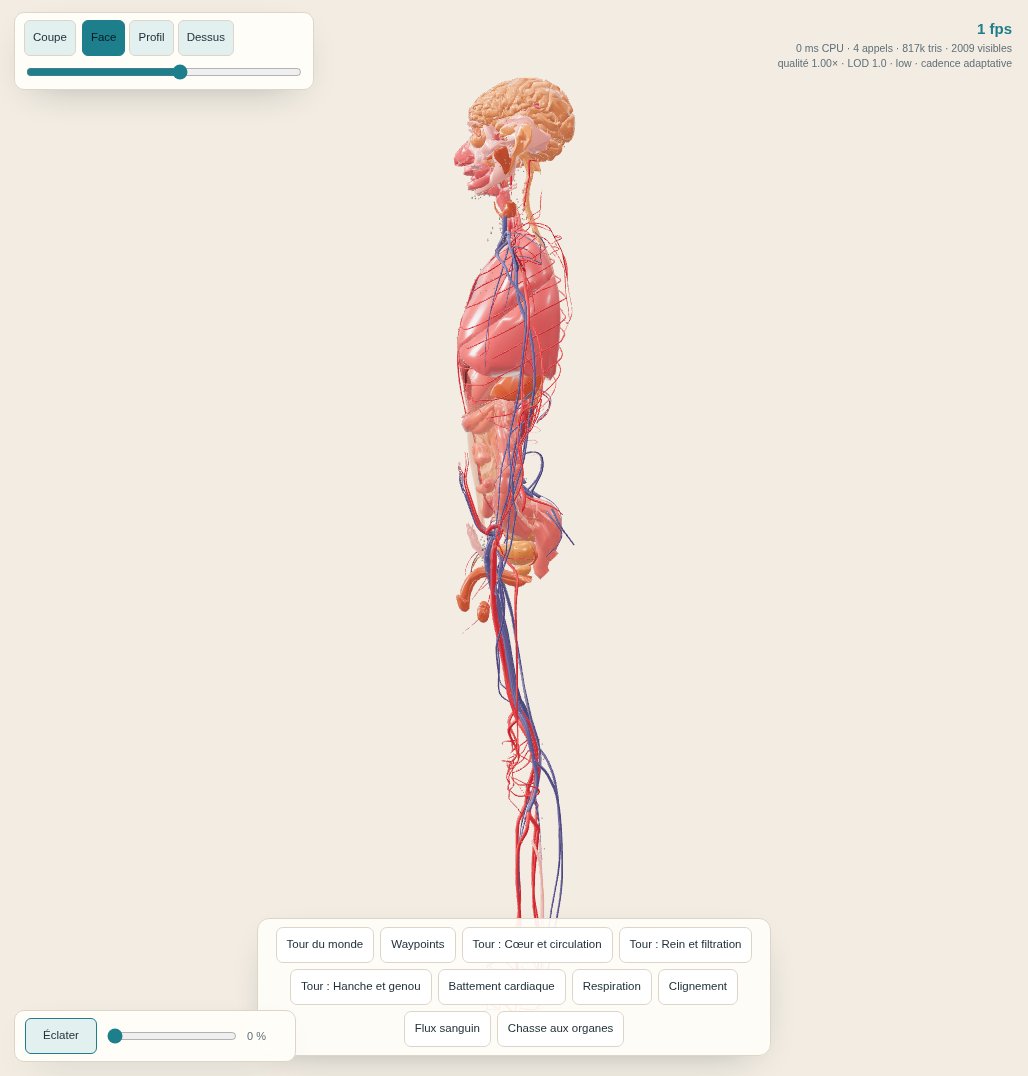 Coupe Face Profil Dessus
1 fps
0 ms CPU · 4 appels · 817k tris · 2009 visibles
qualité 1.00× · LOD 1.0 · low · cadence adaptative
Tour du monde Waypoints Tour : Cœur et circulation Tour : Rein et filtration
Tour : Hanche et genou Battement cardiaque Respiration Clignement
Flux sanguin Chasse aux organes
Éclater 0 %